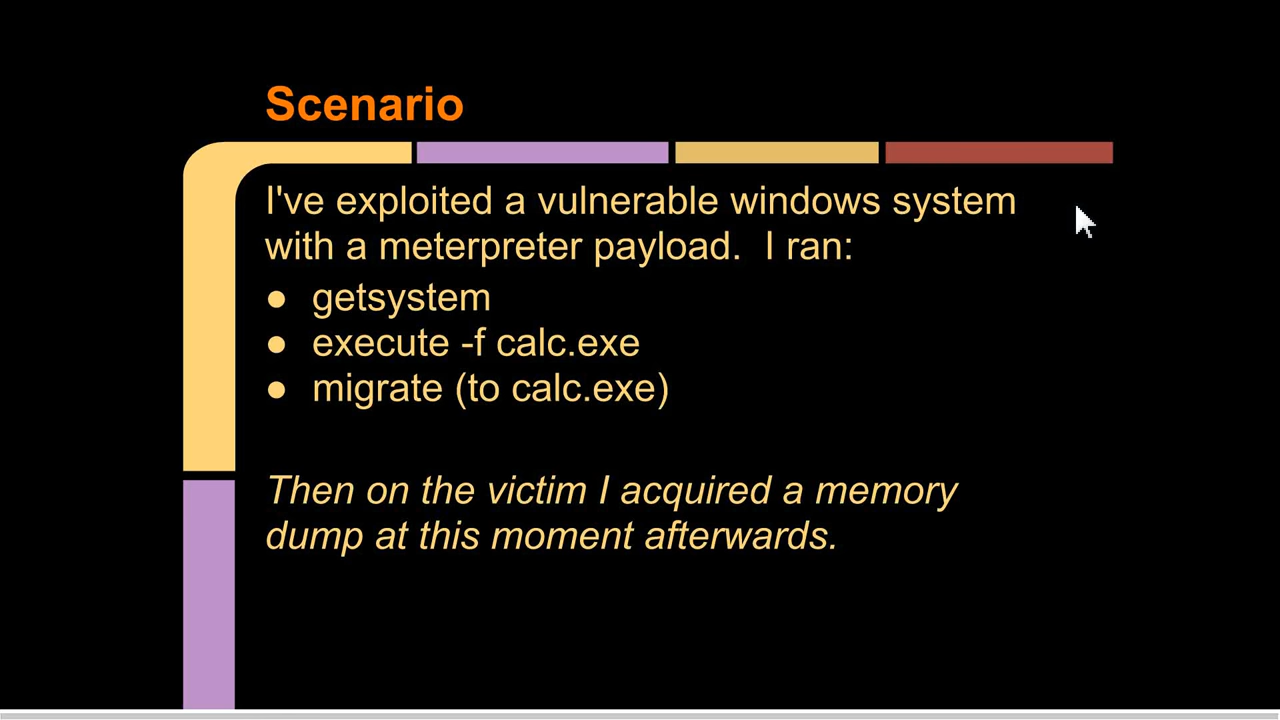 Scenario
I've exploited a vulnerable windows system
with a meterpreter payload.  I ran:
● getsystem
● execute -f calc.exe
● migrate (to calc.exe)
Then on the victim I acquired a memory
dump at this moment afterwards.